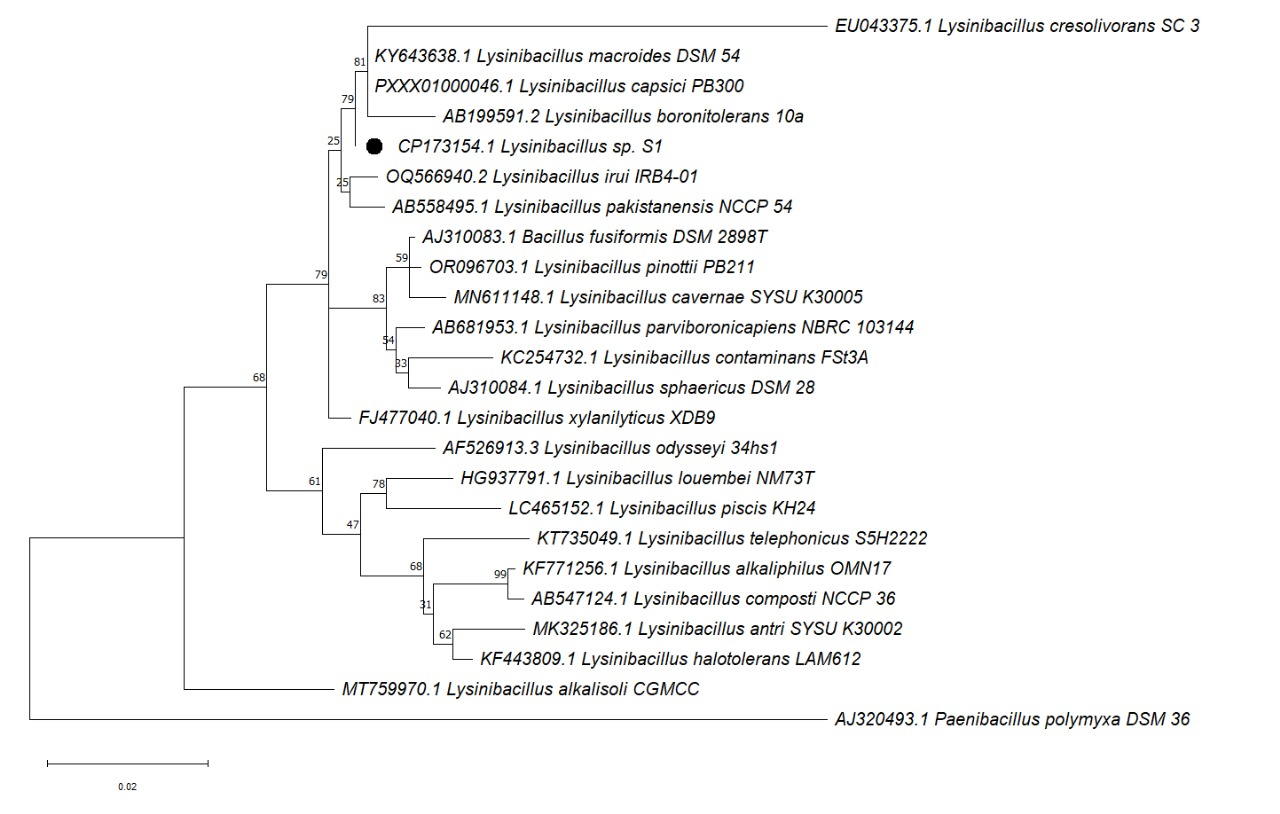 EU043375.1 Lysinibacillus cresolivorans SC 3
KY643638.1 Lysinibacillus macroides DSM 54
81
PXXX01000046.1 Lysinibacillus capsici PB300
79
AB199591.2 Lysinibacillus boronitolerans 10a
25
CP173154.1 Lysinibacillus sp. S1
OQ566940.2 Lysinibacillus irui IRB4-01
25
AB558495.1 Lysinibacillus pakistanensis NCCP 54
AJ310083.1 Bacillus fusiformis DSM 2898T
59
OR096703.1 Lysinibacillus pinottii PB211
79
83
MN611148.1 Lysinibacillus cavernae SYSU K30005
AB681953.1 Lysinibacillus parviboronicapiens NBRC 103144
54
KC254732.1 Lysinibacillus contaminans FSt3A
33
68
AJ310084.1 Lysinibacillus sphaericus DSM 28
FJ477040.1 Lysinibacillus xylanilyticus XDB9
AF526913.3 Lysinibacillus odysseyi 34hs1
61
78
HG937791.1 Lysinibacillus louembei NM73T
LC465152.1 Lysinibacillus piscis KH24
47
KT735049.1 Lysinibacillus telephonicus S5H2222
68
99
KF771256.1 Lysinibacillus alkaliphilus OMN17
AB547124.1 Lysinibacillus composti NCCP 36
31
MK325186.1 Lysinibacillus antri SYSU K30002
62
KF443809.1 Lysinibacillus halotolerans LAM612
MT759970.1 Lysinibacillus alkalisoli CGMCC
AJ320493.1 Paenibacillus polymyxa DSM 36
0.02